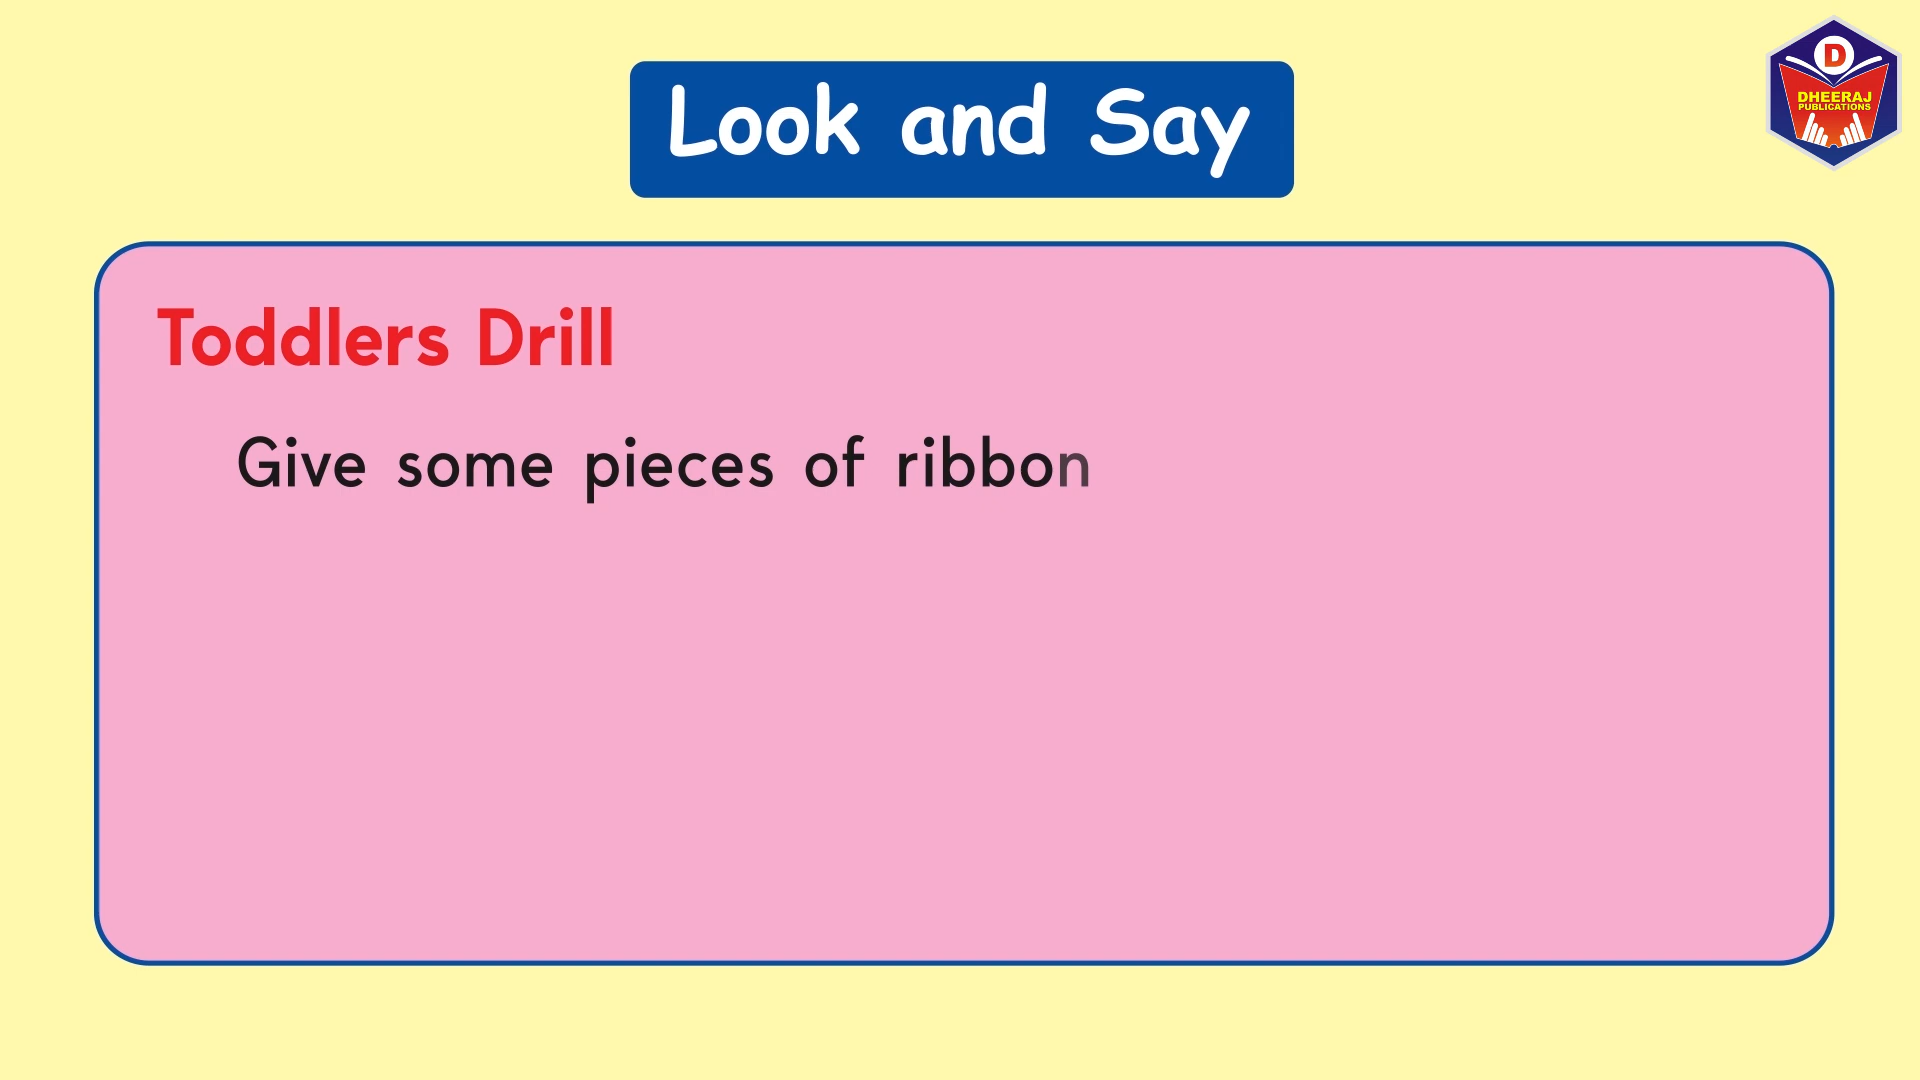 Look and Say
D
DHEERAJ
PUBLICATIONS
Toddlers Drill
Give some pieces of ribbon